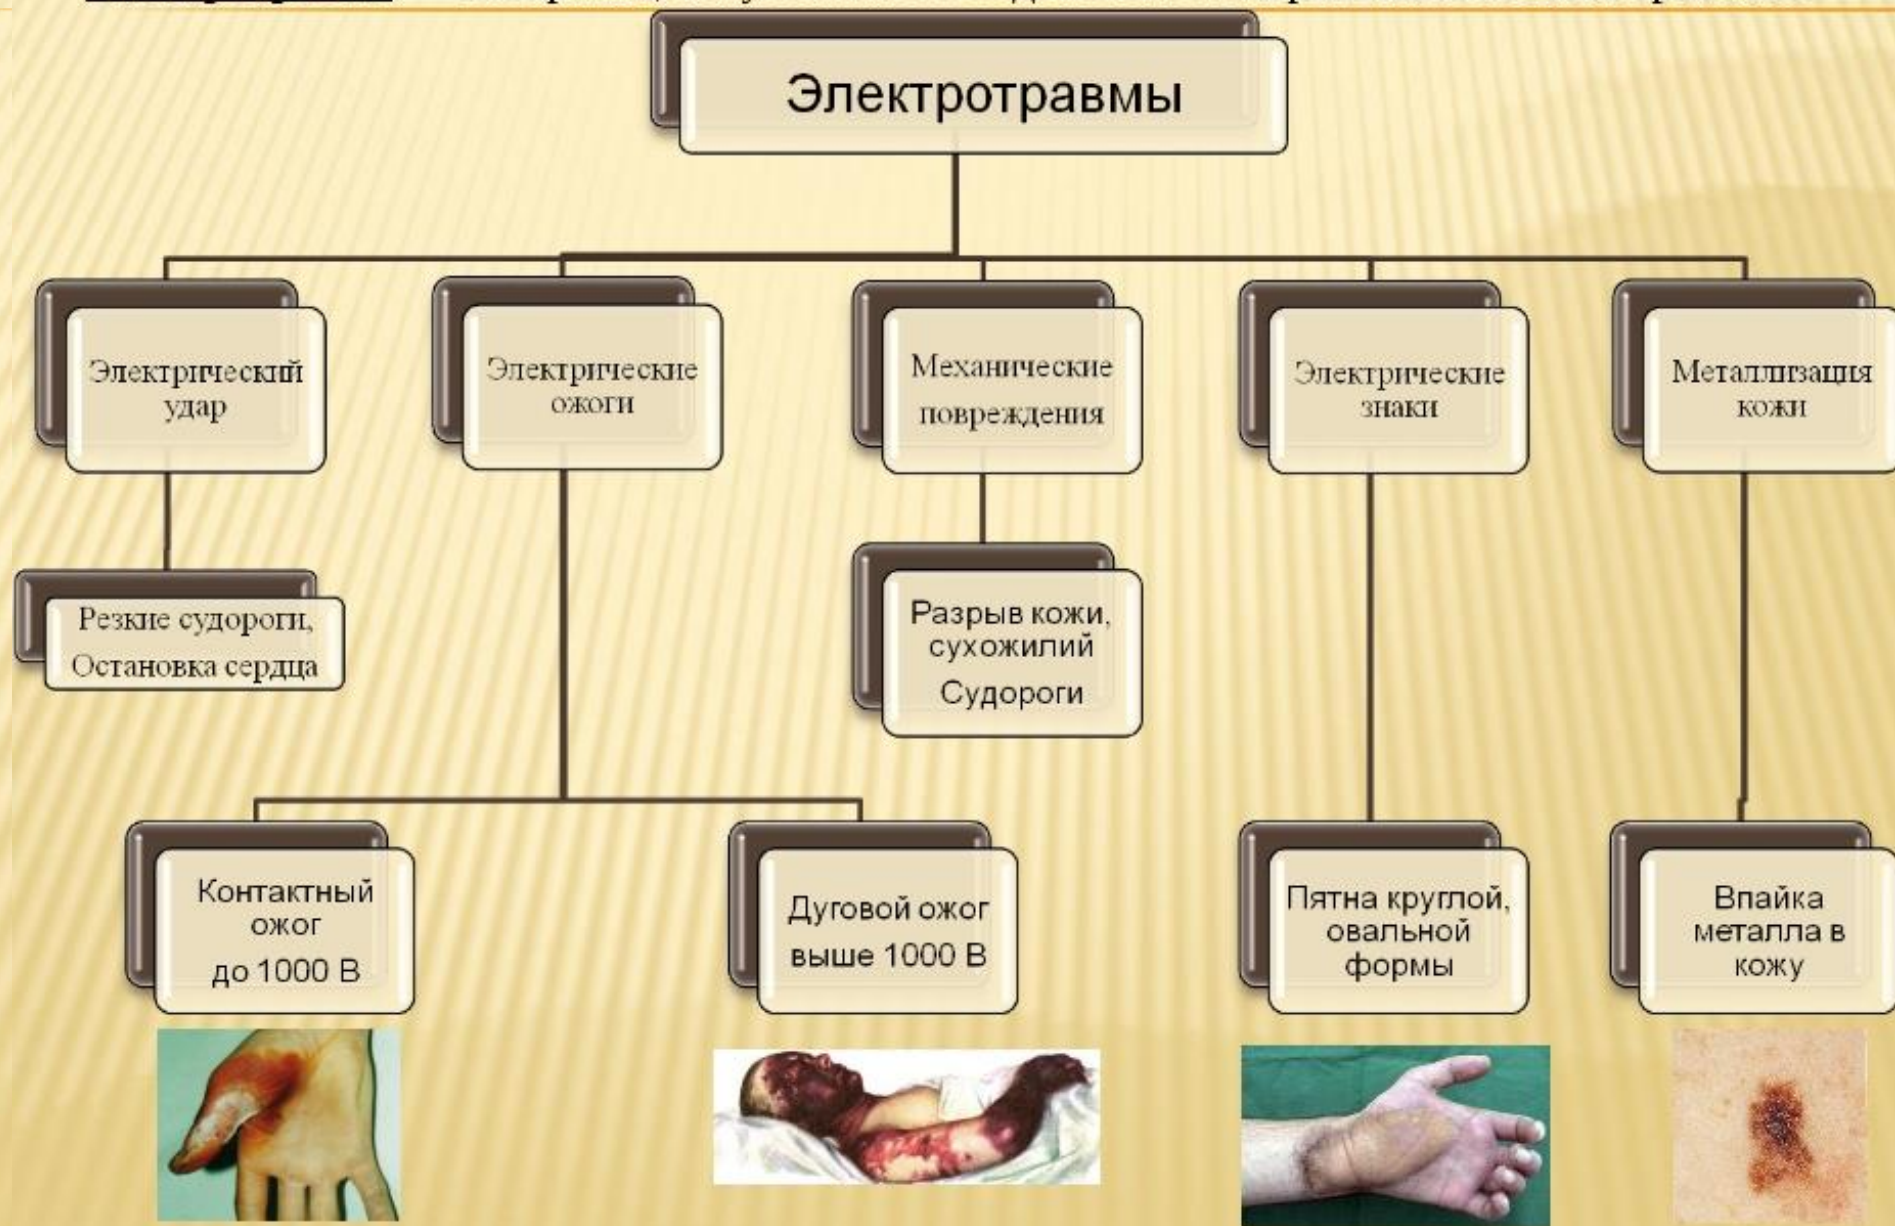 Электротравмы
Электрический
удар
Электрические
ожоги
Механические
повреждения
Электрические
знаки
Металлизация
кожи
Резкие судороги,
Остановка сердца
Разрыв кожи,
сухожилий
Судороги
Контактный
ожог
до 1000 В
Дуговой ожог
выше 1000 В
Пятна круглой,
овальной
формы
Впайка
металла в
кожу